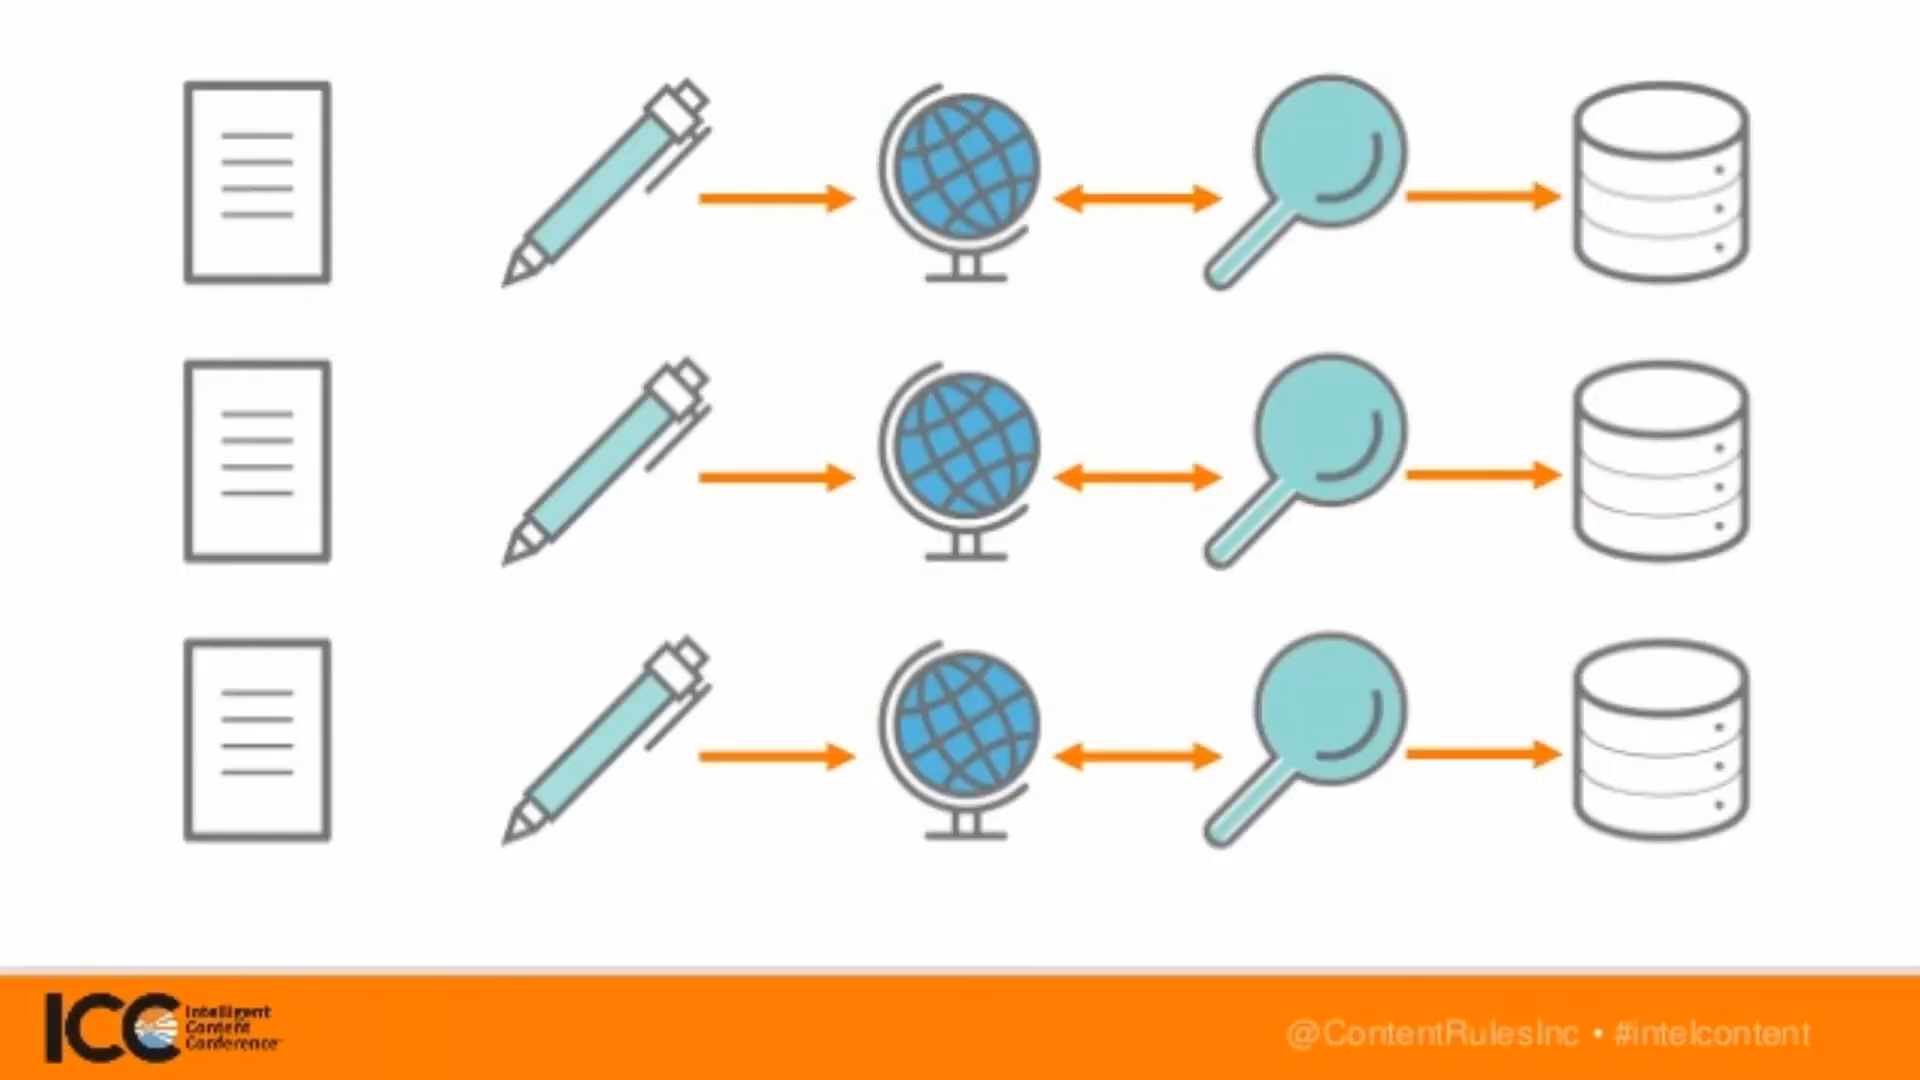 ICC
Intelligent
Content
Conference
@ContentRulesInc • #intelcontent